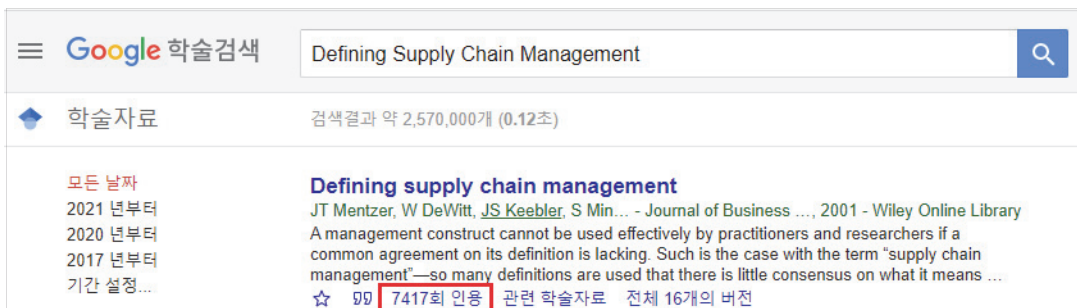 Google 학술검색
Defining Supply Chain Management
학술자료
검색결과 약 2,570,000개 (0.12초)
모든 날짜
2021 년부터
2020 년부터
2017 년부터
기간 설정...
Defining supply chain management
JT Mentzer, W DeWitt, JS Keebler, S Min... - Journal of Business ..., 2001 - Wiley Online Library
A management construct cannot be used effectively by practitioners and researchers if a
common agreement on its definition is lacking. Such is the case with the term “supply chain
management”—so many definitions are used that there is little consensus on what it means ...
7417회 인용 관련 학술자료 전체 16개의 버전